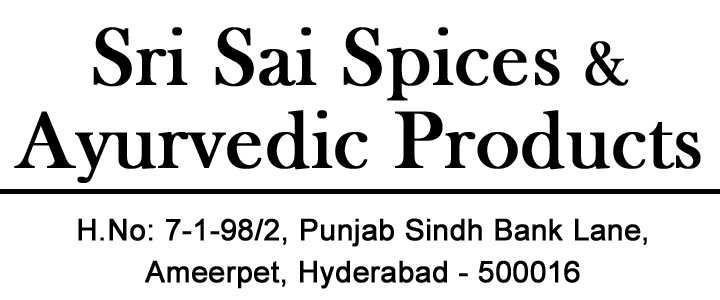 Sri Sai Spices &
Ayurvedic Products
H.No: 7-1-98/2, Punjab Sindh Bank Lane,
Ameerpet, Hyderabad - 500016